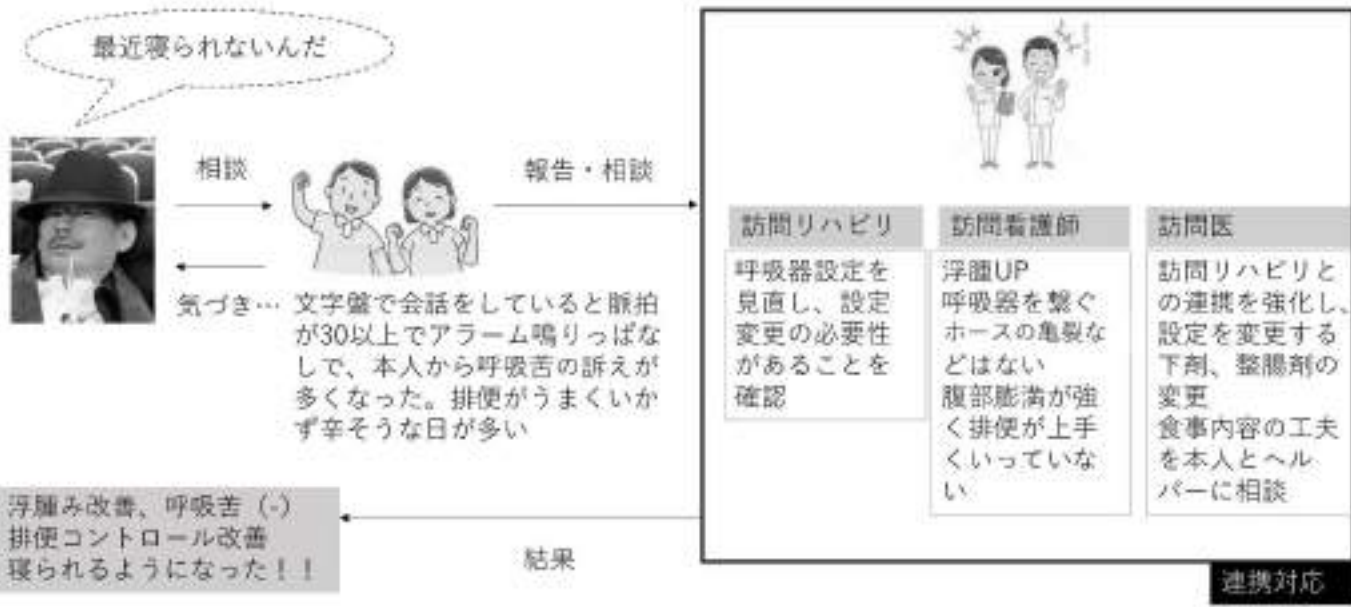 最近寝られないんだ
相談
報告・相談
気づき…
文字盤で会話をしていると脈拍
が30以上でアラーム鳴りっぱな
しで、本人から呼吸苦の訴えが
多くなった。排便がうまくいか
ず辛そうな日が多い
訪問リハビリ
呼吸器設定を
見直し、設定
変更の必要性
があることを
確認
訪問看護師
浮腫UP
呼吸器を繋ぐ
ホースの亀裂な
どはない
腹部膨満が強
く排便が上手
くいっていな
い
訪問医
訪問リハビリと
の連携を強化し、
設定を変更する
下剤、整腸剤の
変更
食事内容の工夫
を本人とヘル
パーに相談
連携対応
結果
浮腫み改善、呼吸苦（-）
排便コントロール改善
寝られるようになった！！